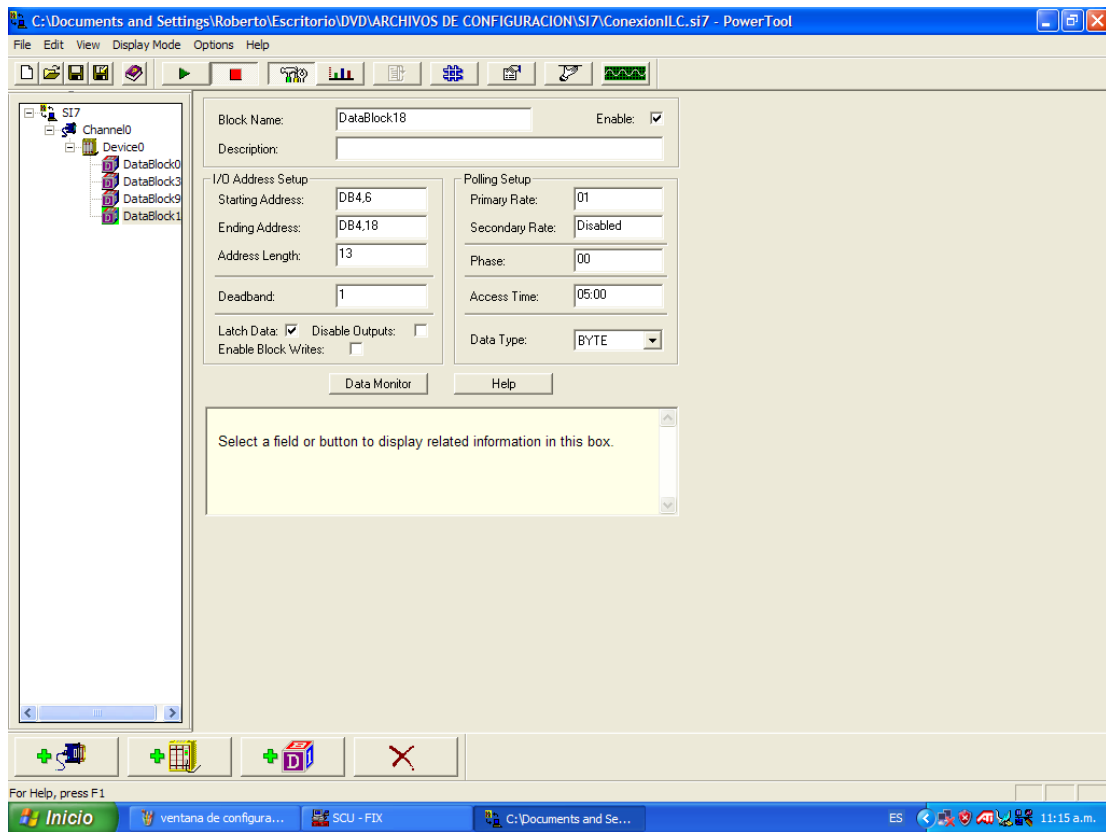 C:\Documents and Settings\Roberto\Escritorio\DVD\ARCHIVOS DE CONFIGURACION\SI7\ConexionILC.si7 - PowerTool
File Edit View Display Mode Options Help
SI7
Channel0
Device0
DataBlock0
DataBlock3
DataBlock9
DataBlock1
Block Name: DataBlock18 Enable:
Description:
I/O Address Setup
Starting Address: DB4,6
Ending Address: DB4,18
Address Length: 13
Deadband: 1
Latch Data: Disable Outputs:
Enable Block Writes:
Polling Setup
Primary Rate: 01
Secondary Rate: Disabled
Phase: 00
Access Time: 05:00
Data Type: BYTE
Data Monitor Help
Select a field or button to display related information in this box.
D
For Help, press F1
Inicio ventana de configura... SCU - FIX C:\Documents and Se... ES 11:15 a.m.